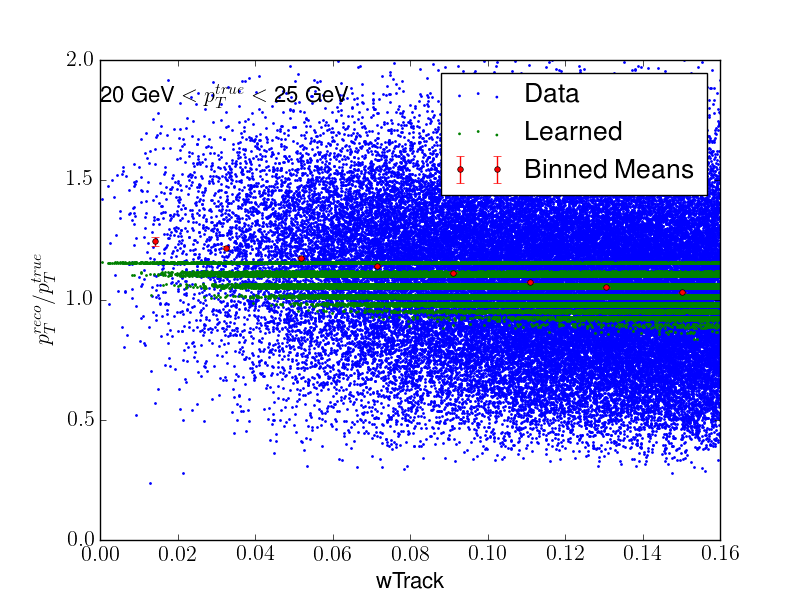 2.0
20 GeV < p_T^{true} < 25 GeV
Data
Learned
Binned Means
1.5
1.0
0.5
0.0
p_T^{reco}/p_T^{true}
0.00 0.02 0.04 0.06 0.08 0.10 0.12 0.14 0.16
wTrack